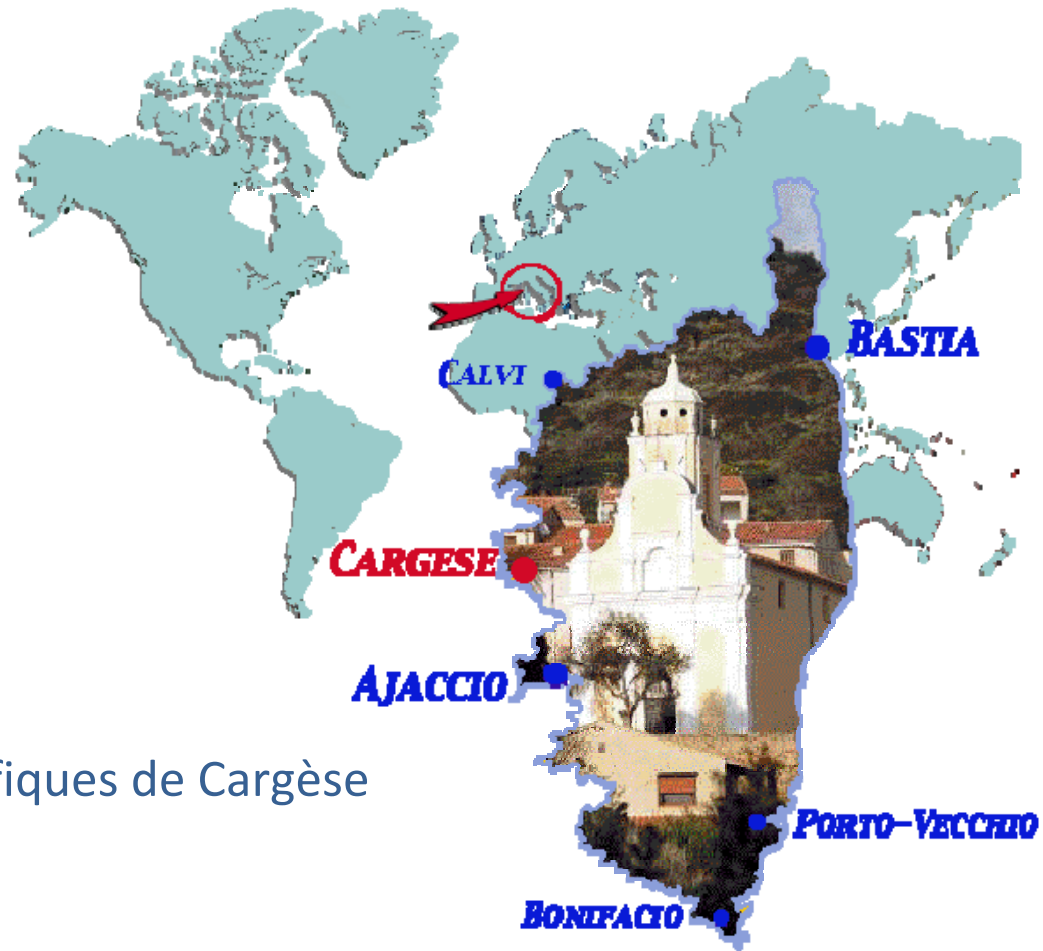 BASTIA
CALVI
CARGESE
AJACCIO
fiques de Cargèse
PORTO-VECCHIO
BONIFACIO